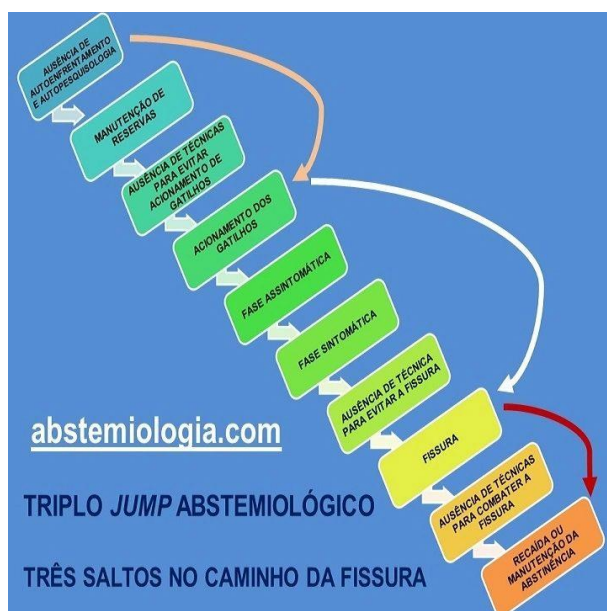 AUSÊNCIA DE
AUTOENFRENTAMENTO
E AUTOPESQUISOLOGIA
MANUTENÇÃO DE
RESERVAS
AUSÊNCIA DE TÉCNICAS
PARA EVITAR
ACIONAMENTO DE
GATILHOS
ACIONAMENTO DOS
GATILHOS
FASE ASSINTOMÁTICA
FASE SINTOMÁTICA
AUSÊNCIA DE TÉCNICA
PARA EVITAR A FISSURA
FISSURA
AUSÊNCIA DE TÉCNICAS
PARA COMBATER A
FISSURA
RECAÍDA OU
MANUTENÇÃO DA
ABSTINÊNCIA
abstemiologia.com
TRIPLO JUMP ABSTEMIOLÓGICO
TRÊS SALTOS NO CAMINHO DA FISSURA